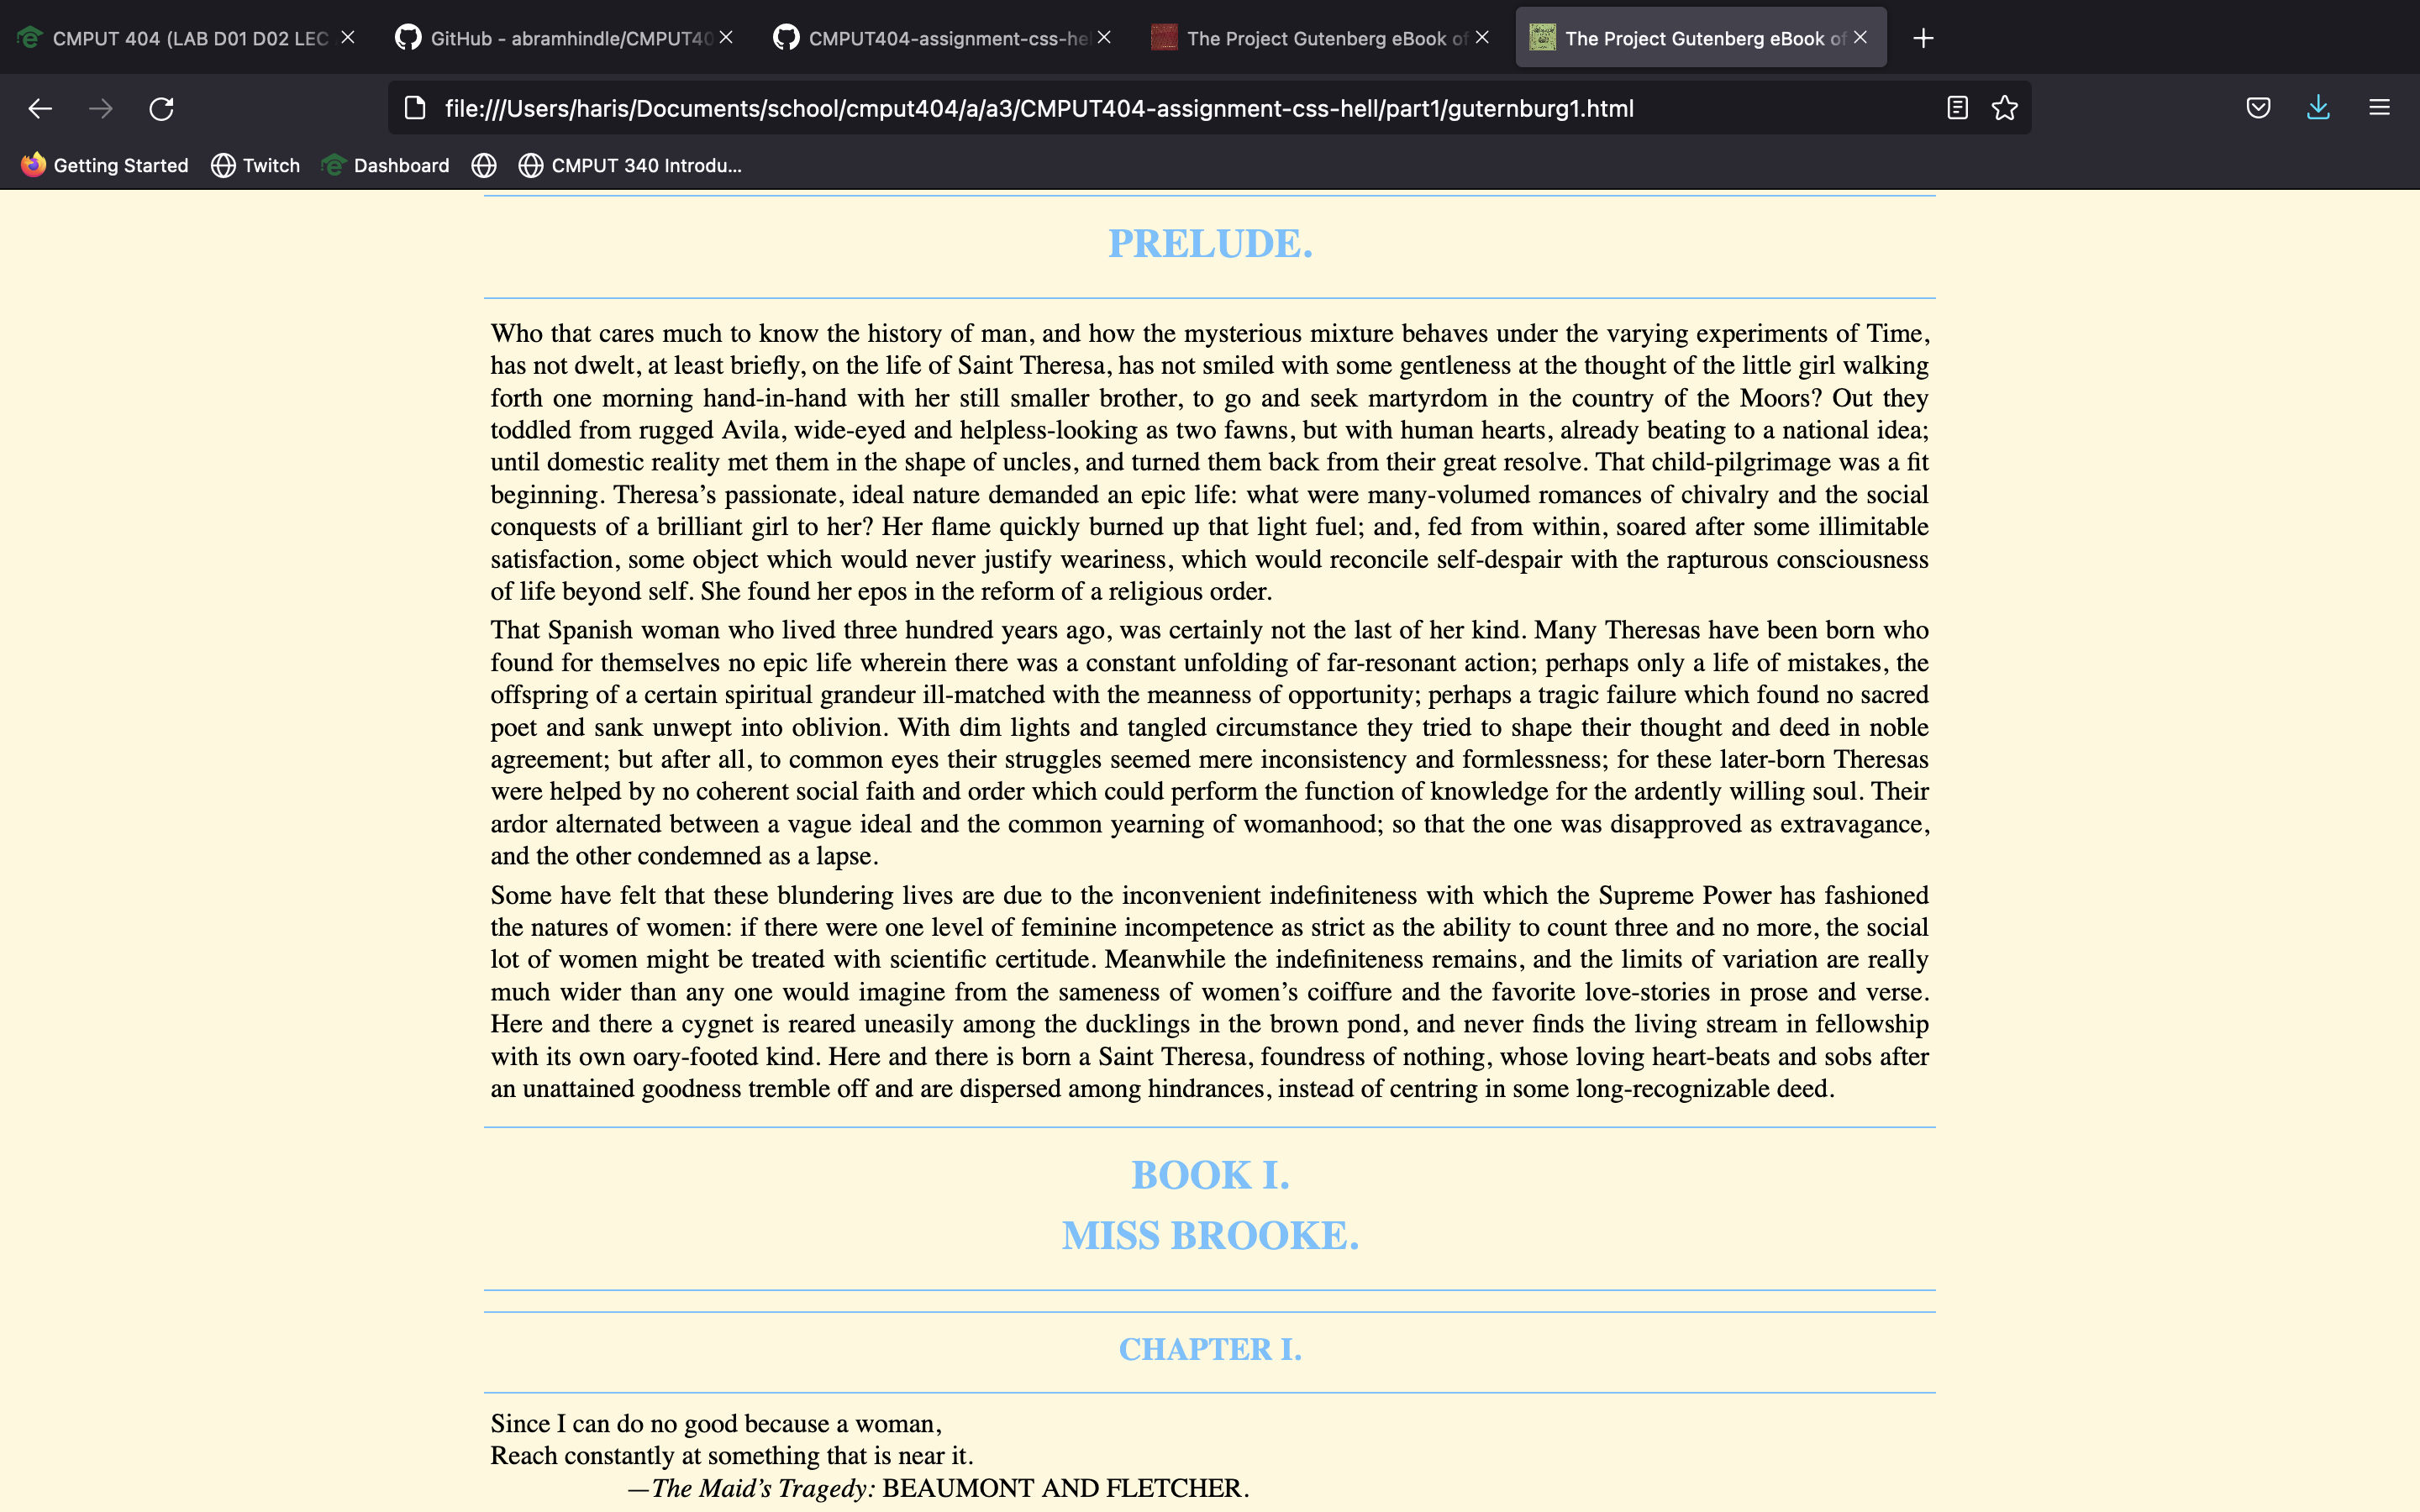 CMPUT 404 (LAB D01 D02 LEC
GitHub - abramhindle/CMPUT40
CMPUT404-assignment-css-he
The Project Gutenberg eBook of
The Project Gutenberg eBook of
file:///Users/haris/Documents/school/cmput404/a/a3/CMPUT404-assignment-css-hell/part1/guternburg1.html
Getting Started
Twitch
Dashboard
CMPUT 340 Introdu...
PRELUDE.
Who that cares much to know the history of man, and how the mysterious mixture behaves under the varying experiments of Time,
has not dwelt, at least briefly, on the life of Saint Theresa, has not smiled with some gentleness at the thought of the little girl walking
forth one morning hand-in-hand with her still smaller brother, to go and seek martyrdom in the country of the Moors? Out they
toddled from rugged Avila, wide-eyed and helpless-looking as two fawns, but with human hearts, already beating to a national idea;
until domestic reality met them in the shape of uncles, and turned them back from their great resolve. That child-pilgrimage was a fit
beginning. Theresa’s passionate, ideal nature demanded an epic life: what were many-volumed romances of chivalry and the social
conquests of a brilliant girl to her? Her flame quickly burned up that light fuel; and, fed from within, soared after some illimitable
satisfaction, some object which would never justify weariness, which would reconcile self-despair with the rapturous consciousness
of life beyond self. She found her epos in the reform of a religious order.
That Spanish woman who lived three hundred years ago, was certainly not the last of her kind. Many Theresas have been born who
found for themselves no epic life wherein there was a constant unfolding of far-resonant action; perhaps only a life of mistakes, the
offspring of a certain spiritual grandeur ill-matched with the meanness of opportunity; perhaps a tragic failure which found no sacred
poet and sank unwept into oblivion. With dim lights and tangled circumstance they tried to shape their thought and deed in noble
agreement; but after all, to common eyes their struggles seemed mere inconsistency and formlessness; for these later-born Theresas
were helped by no coherent social faith and order which could perform the function of knowledge for the ardently willing soul. Their
ardor alternated between a vague ideal and the common yearning of womanhood; so that the one was disapproved as extravagance,
and the other condemned as a lapse.
Some have felt that these blundering lives are due to the inconvenient indefiniteness with which the Supreme Power has fashioned
the natures of women: if there were one level of feminine incompetence as strict as the ability to count three and no more, the social
lot of women might be treated with scientific certitude. Meanwhile the indefiniteness remains, and the limits of variation are really
much wider than any one would imagine from the sameness of women’s coiffure and the favorite love-stories in prose and verse.
Here and there a cygnet is reared uneasily among the ducklings in the brown pond, and never finds the living stream in fellowship
with its own oary-footed kind. Here and there is born a Saint Theresa, foundress of nothing, whose loving heart-beats and sobs after
an unattained goodness tremble off and are dispersed among hindrances, instead of centring in some long-recognizable deed.
BOOK I.
MISS BROOKE.
CHAPTER I.
Since I can do no good because a woman,
Reach constantly at something that is near it.
—The Maid’s Tragedy: BEAUMONT AND FLETCHER.